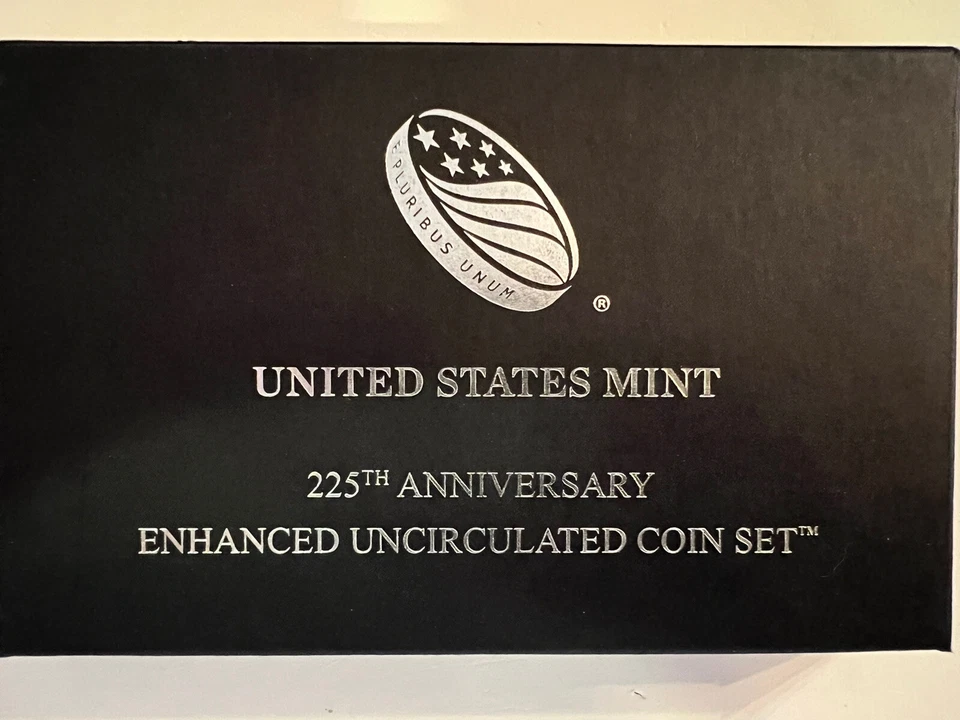 E PLURIBUS UNUM
®
UNITED STATES MINT
225TH ANNIVERSARY
ENHANCED UNCIRCULATED COIN SET™